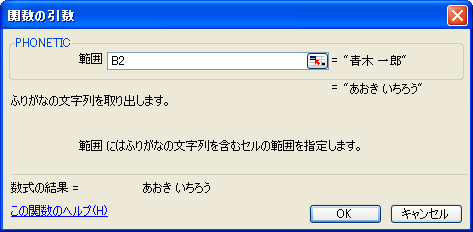 関数の引数
PHONETIC
範囲 B2 = "青木 一郎"
= "あおき いちろう"
ふりがなの文字列を取り出します。
範囲 にはふりがなの文字列を含むセルの範囲を指定します。
数式の結果 = あおき いちろう
この関数のヘルプ(H) OK キャンセル